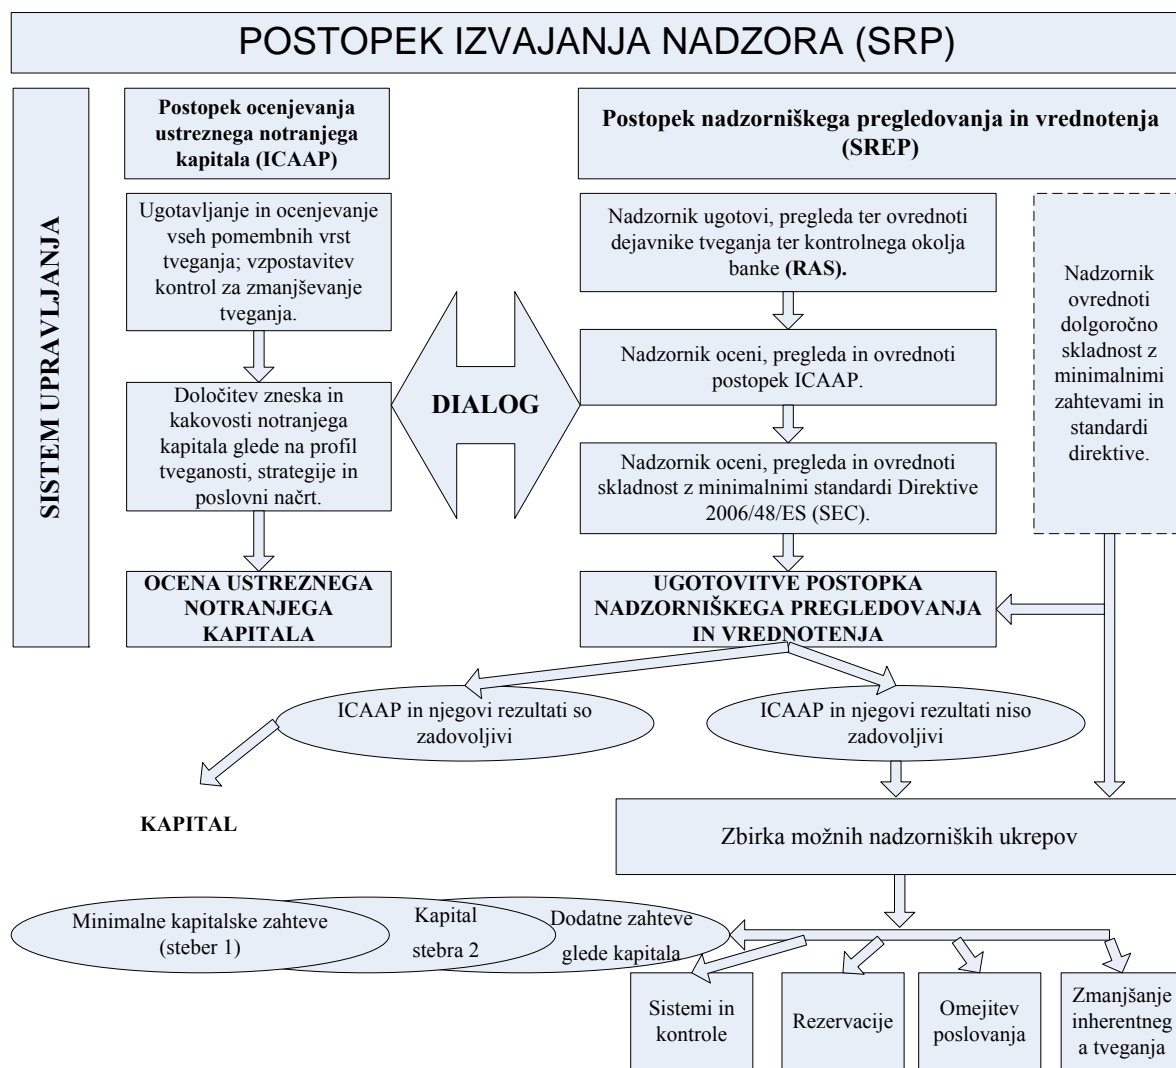 POSTOPEK IZVAJANJA NADZORA (SRP)
SISTEM UPRAVLJANJA
Postopek ocenjevanja
ustreznega notranjega
kapitala (ICAAP)
Ugotavljanje in ocenjevanje
vseh pomembnih vrst
tveganja; vzpostavitev
kontrol za zmanjševanje
tveganja.
Določitev zneska in
kakovosti notranjega
kapitala glede na profil
tveganosti, strategije in
poslovni načrt.
OCENA USTREZNEGA
NOTRANJEGA
KAPITALA
DIALOG
Postopek nadzorniškega pregledovanja in vrednotenja
(SREP)
Nadzornik ugotovi, pregleda ter ovrednoti
dejavnike tveganja ter kontrolnega okolja
banke (RAS).
Nadzornik oceni, pregleda in ovrednoti
postopek ICAAP.
Nadzornik oceni, pregleda in ovrednoti
skladnost z minimalnimi standardi Direktive
2006/48/ES (SEC).
UGOTOVITVE POSTOPKA
NADZORNIŠKEGA PREGLEDOVANJA
IN VREDNOTENJA
Nadzornik
ovrednoti
dolgoročno
skladnost z
minimalnimi
zahtevami in
standardi
direktive.
ICAAP in njegovi rezultati so
zadovoljivi
ICAAP in njegovi rezultati niso
zadovoljivi
KAPITAL
Zbirka možnih nadzorniških ukrepov
Minimalne kapitalske zahteve
(steber 1)
Kapital
stebra 2
Dodatne zahteve
glede kapitala
Sistemi in
kontrole
Rezervacije
Omejitev
poslovanja
Zmanjšanje
inherentneg
a tveganja